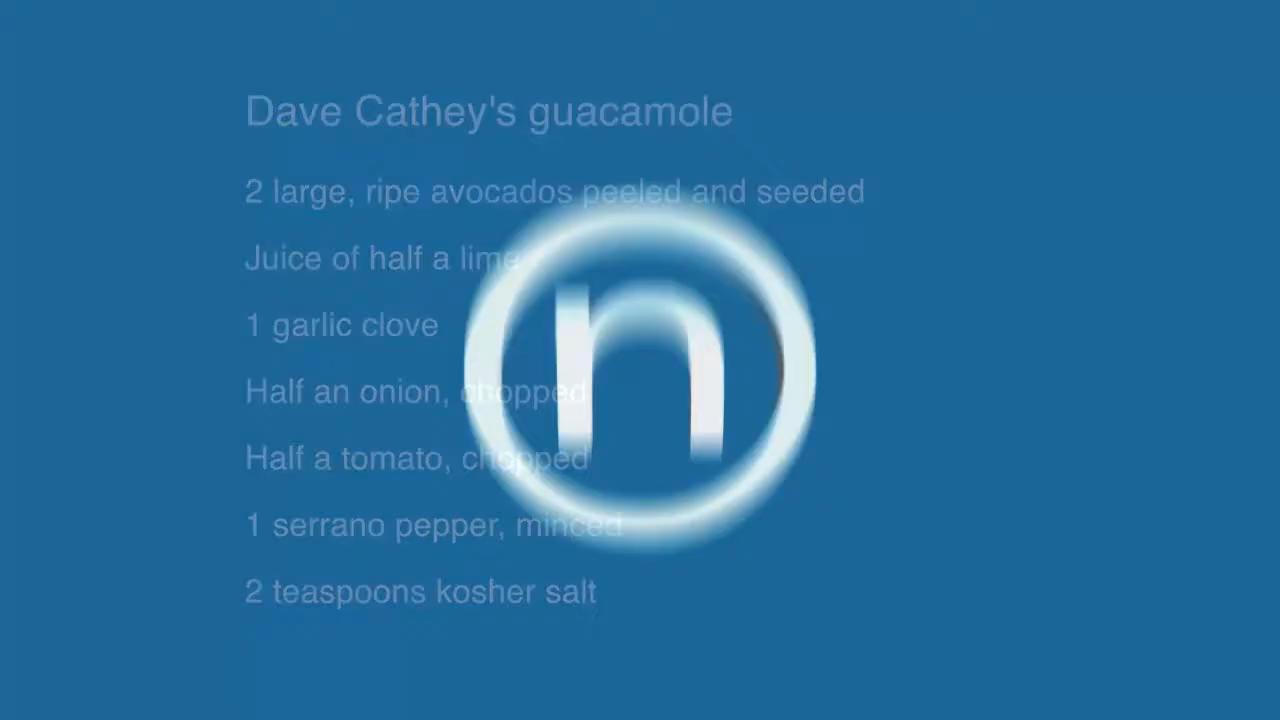 Dave Cathey's guacamole
2 large, ripe avocados peeled and seeded
Juice of half a lime
1 garlic clove
Half an onion, chopped
Half a tomato, chopped
1 serrano pepper, minced
2 teaspoons kosher salt
n